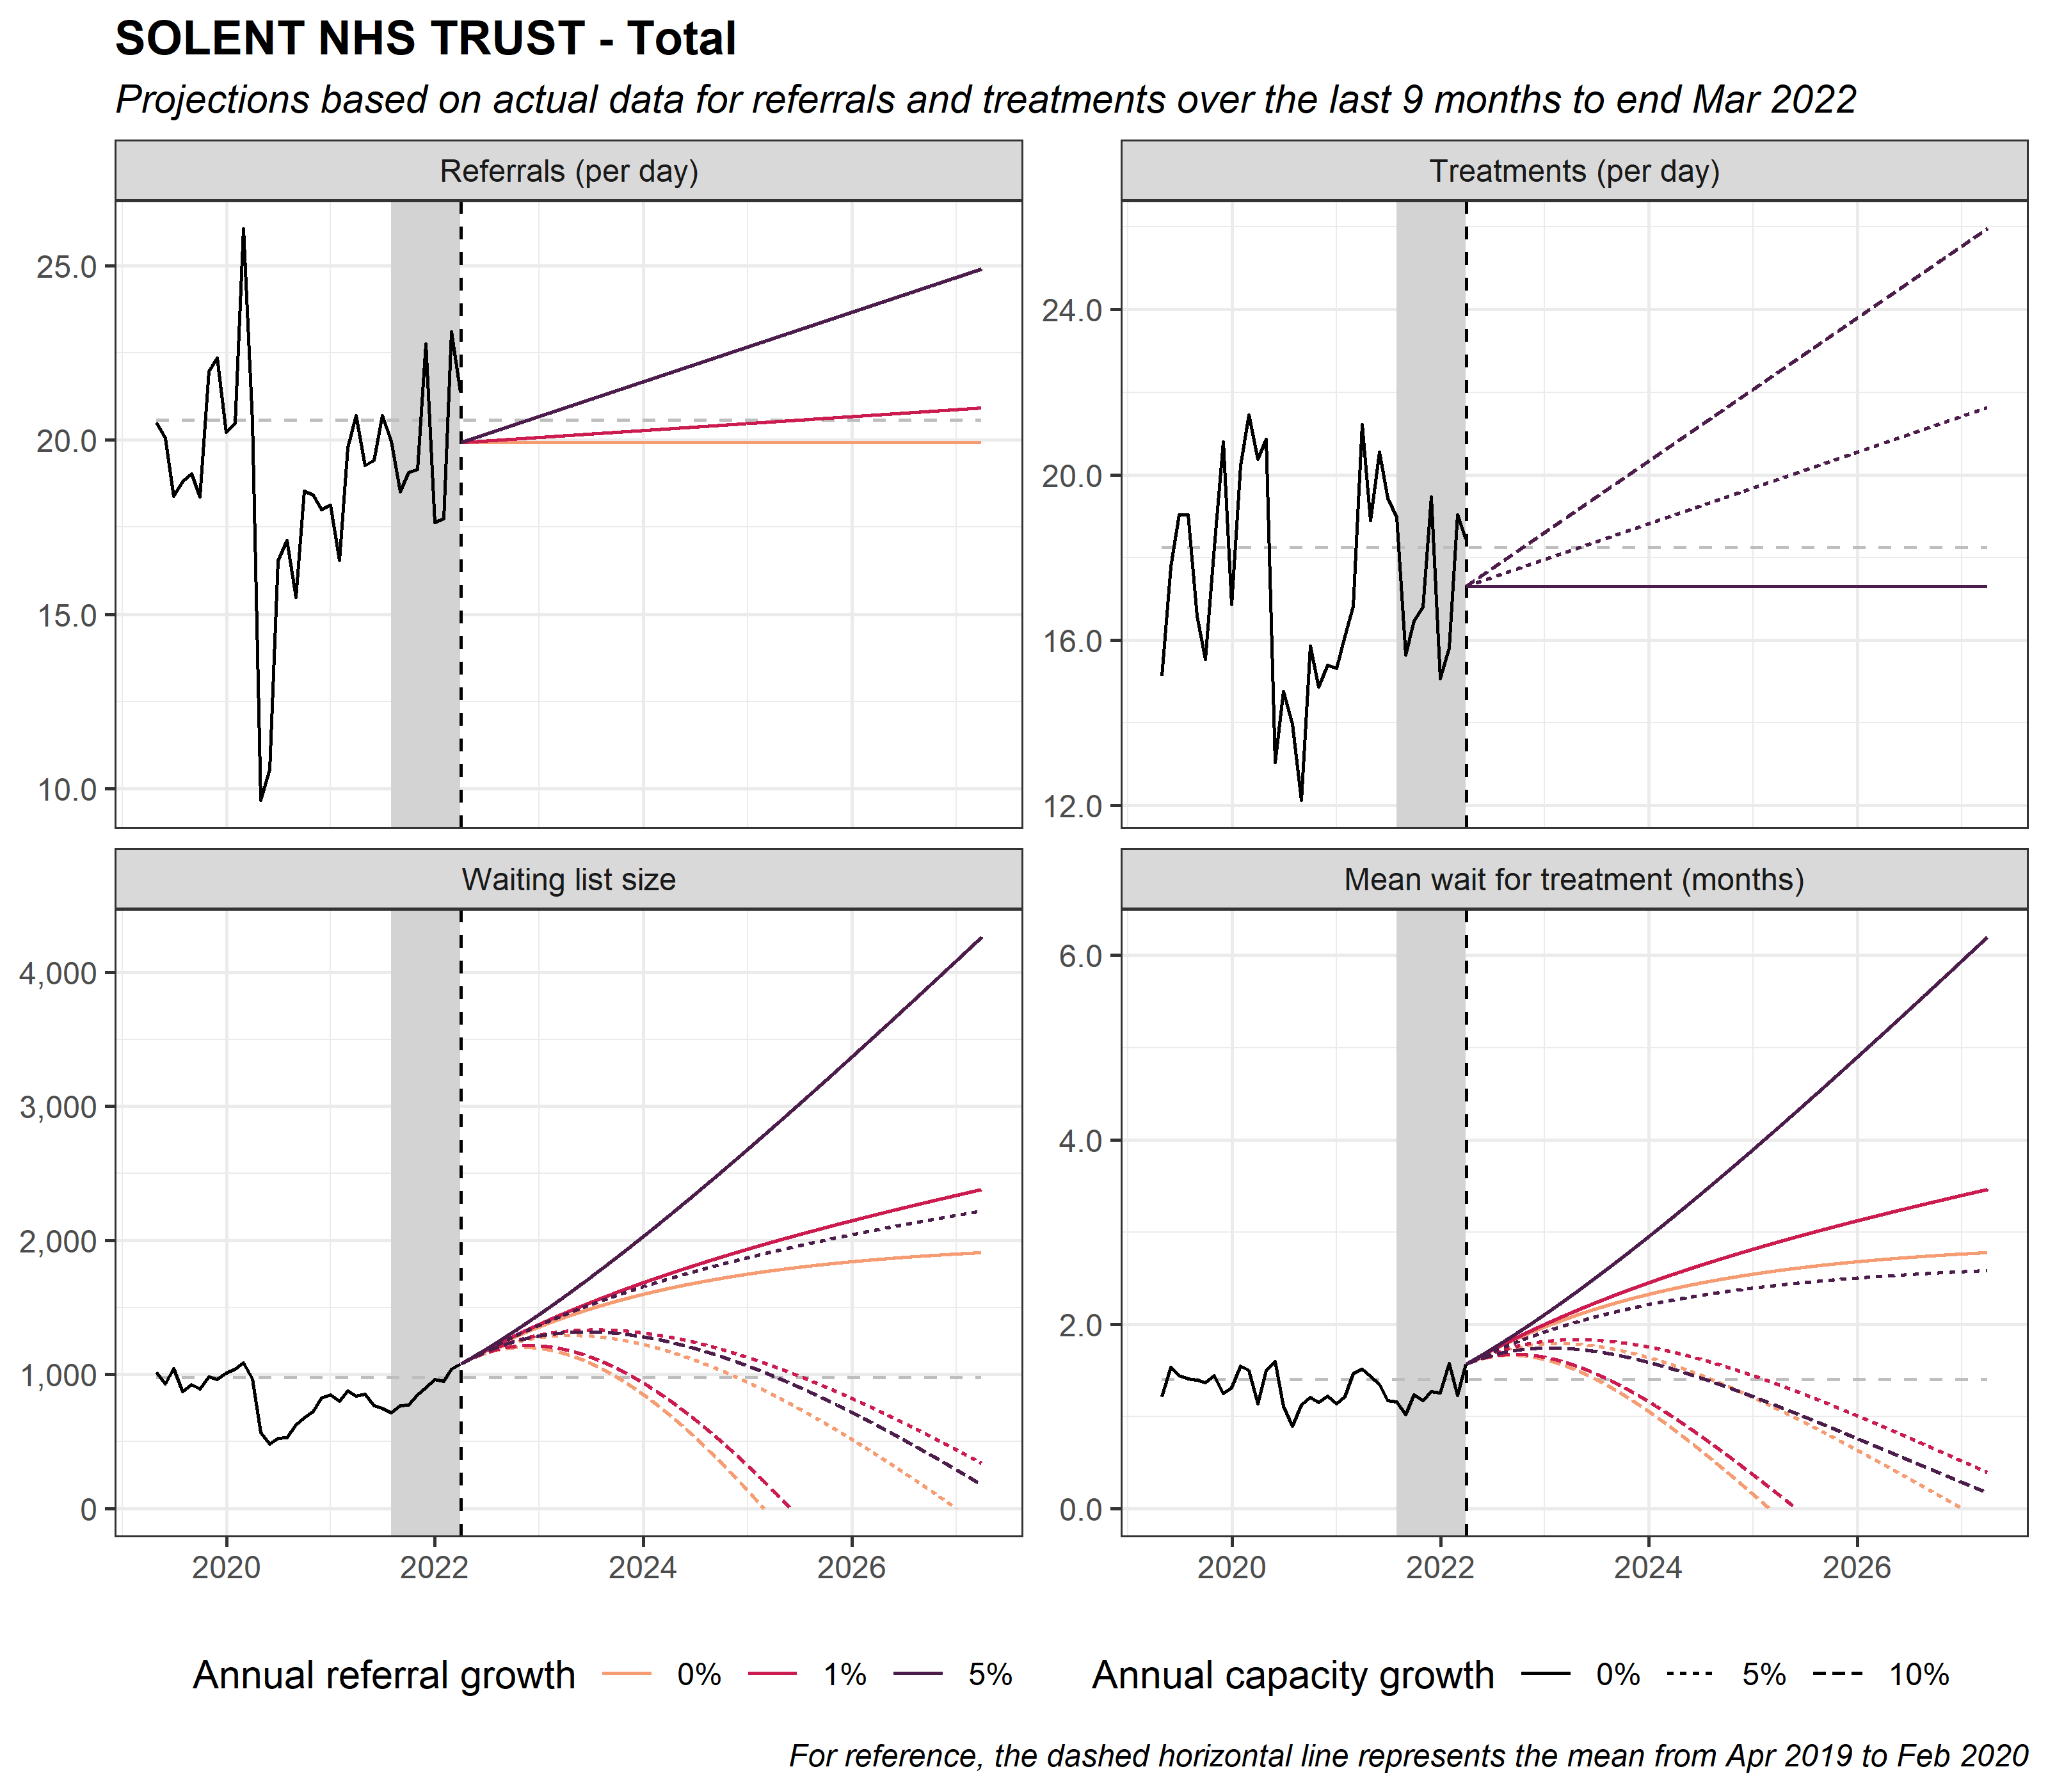 SOLENT NHS TRUST - Total
Projections based on actual data for referrals and treatments over the last 9 months to end Mar 2022
Referrals (per day)
25.0
20.0
15.0
10.0
Treatments (per day)
24.0
20.0
16.0
12.0
Waiting list size
4,000
3,000
2,000
1,000
0
2020 2022 2024 2026
Mean wait for treatment (months)
6.0
4.0
2.0
0.0
2020 2022 2024 2026
Annual referral growth 0% 1% 5%
Annual capacity growth 0% 5% 10%
For reference, the dashed horizontal line represents the mean from Apr 2019 to Feb 2020